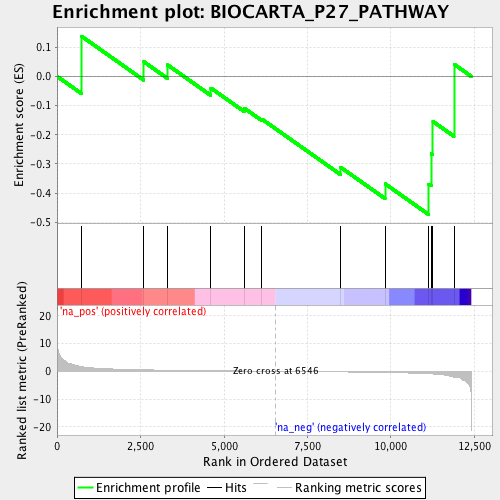 Enrichment plot: BIOCARTA_P27_PATHWAY
Enrichment score (ES)
0.1
0.0
-0.1
-0.2
-0.3
-0.4
-0.5
'na_pos' (positively correlated)
Ranked list metric (PreRanked)
20
10
0
-10
-20
Zero cross at 6546
'na_neg' (negatively correlated)
0
2,500
5,000
7,500
10,000
12,500
Rank in Ordered Dataset
Enrichment profile
Hits
Ranking metric scores